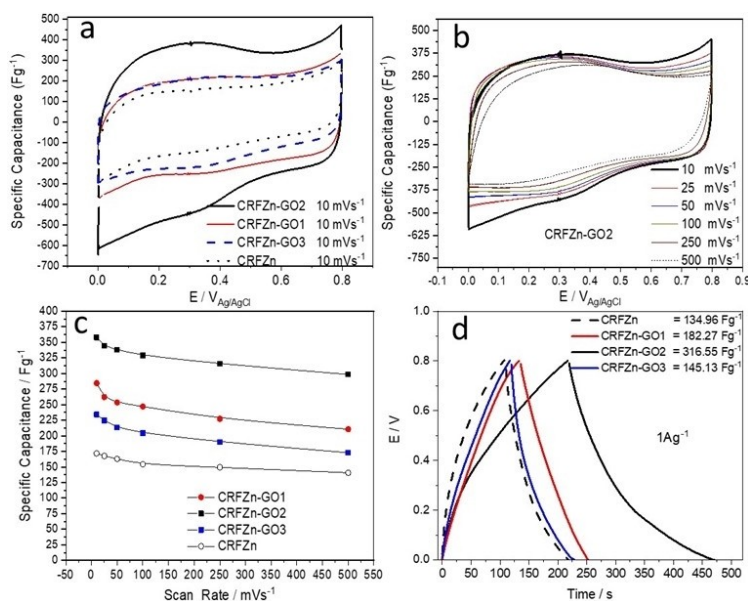 a
500
400
300
200
100
0
-100
-200
-300
-400
-500
-600
-700
Specific Capacitance (Fg⁻¹)
CRFZn-GO2 10 mVs⁻¹
CRFZn-GO1 10 mVs⁻¹
CRFZn-GO3 10 mVs⁻¹
CRFZn 10 mVs⁻¹
0.0 0.2 0.4 0.6 0.8
E / V_Ag/AgCl
b
500
375
250
125
0
-125
-250
-375
-500
-625
-750
Specific Capacitance (Fg⁻¹)
10 mVs⁻¹
25 mVs⁻¹
50 mVs⁻¹
100 mVs⁻¹
250 mVs⁻¹
500 mVs⁻¹
CRFZn-GO2
-0.1 0.0 0.1 0.2 0.3 0.4 0.5 0.6 0.7 0.8 0.9
E / V_Ag/AgCl
c
400
375
350
325
300
275
250
225
200
175
150
125
100
75
50
25
0
Specific Capacitance / Fg⁻¹
CRFZn-GO1
CRFZn-GO2
CRFZn-GO3
CRFZn
-50 0 50 100 150 200 250 300 350 400 450 500 550
Scan Rate / mVs⁻¹
d
1.0
0.8
0.6
0.4
0.2
0.0
E / V
CRFZn = 134.96 Fg⁻¹
CRFZn-GO1 = 182.27 Fg⁻¹
CRFZn-GO2 = 316.55 Fg⁻¹
CRFZn-GO3 = 145.13 Fg⁻¹
1Ag⁻¹
0 50 100 150 200 250 300 350 400 450 500
Time / s